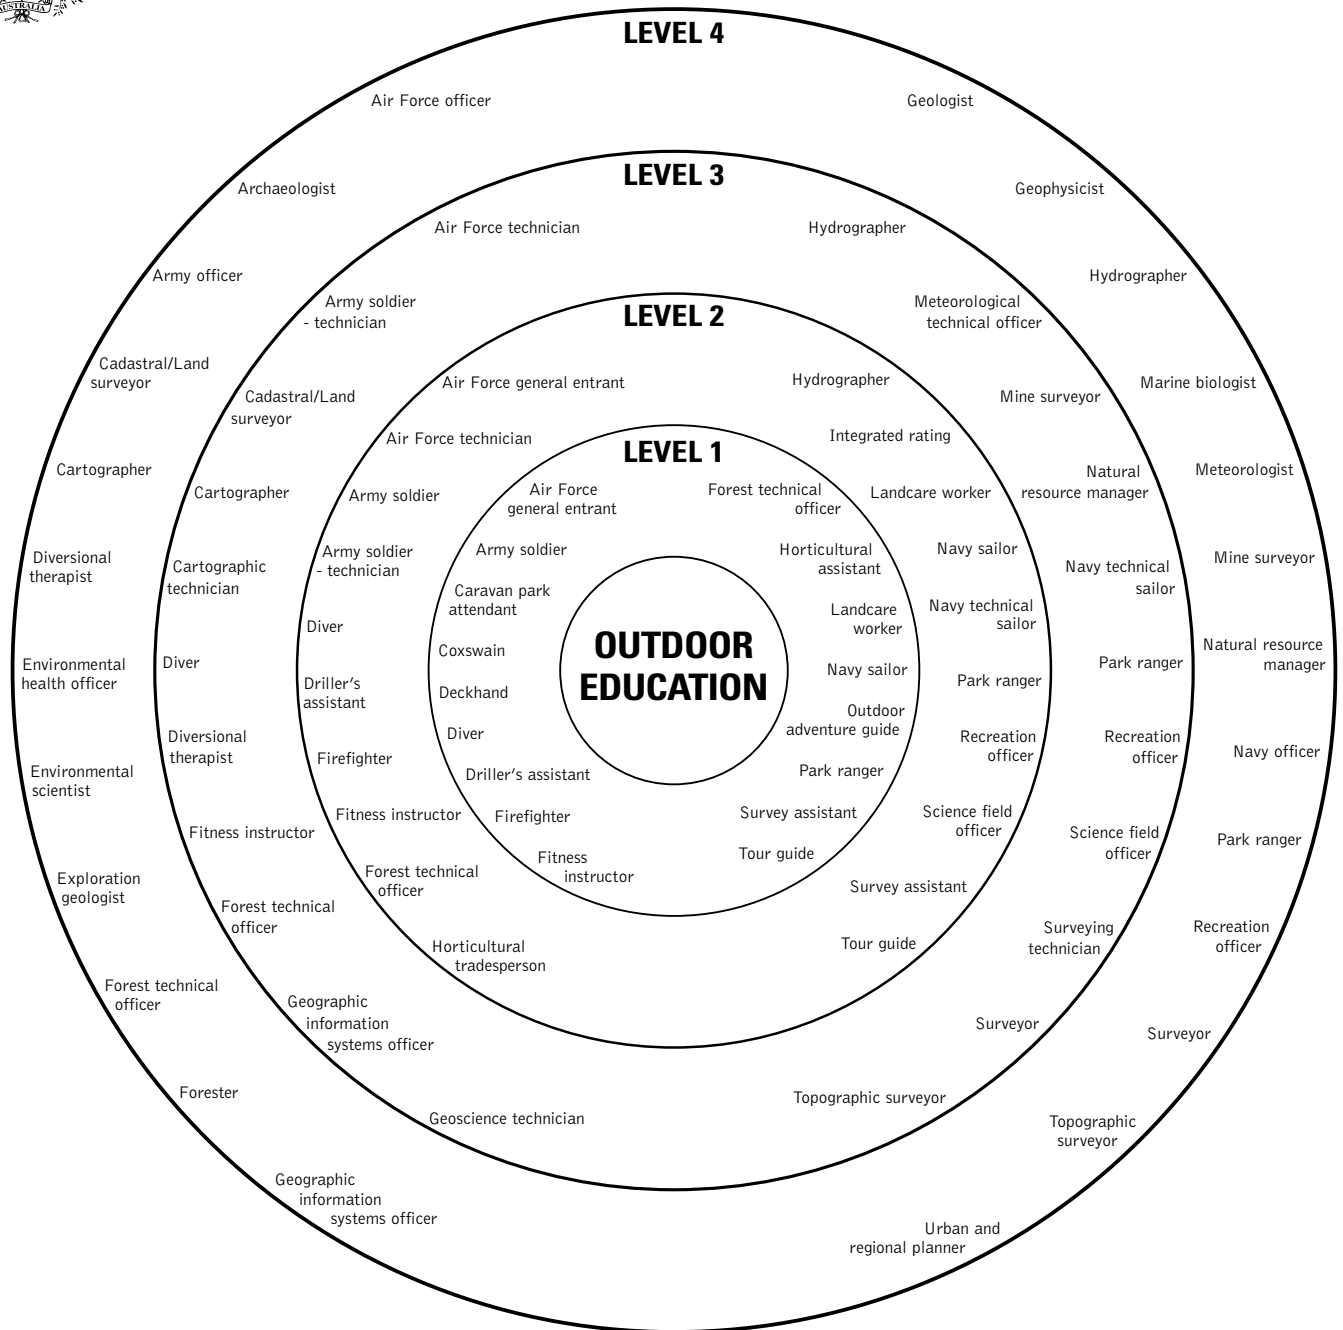 AUSTRALIA
LEVEL 4
Air Force officer
Archaeologist
Army officer
Cadastral/Land
surveyor
Cartographer
Diversional
therapist
Environmental
health officer
Environmental
scientist
Exploration
geologist
Forest technical
officer
Forester
Geographic
information
systems officer
Geologist
Geophysicist
Hydrographer
Marine biologist
Meteorologist
Mine surveyor
Natural resource
manager
Navy officer
Park ranger
Recreation
officer
Surveyor
Topographic
surveyor
Urban and
regional planner
LEVEL 3
Air Force technician
Army soldier
- technician
Cadastral/Land
surveyor
Cartographer
Cartographic
technician
Diver
Diversional
therapist
Fitness instructor
Forest technical
officer
Geographic
information
systems officer
Geoscience technician
Hydrographer
Meteorological
technical officer
Mine surveyor
Natural
resource manager
Navy technical
sailor
Park ranger
Recreation
officer
Science field
officer
Surveying
technician
Surveyor
Topographic surveyor
LEVEL 2
Air Force general entrant
Air Force technician
Army soldier
Army soldier
- technician
Diver
Driller's
assistant
Firefighter
Fitness instructor
Forest technical
officer
Horticultural
tradesperson
Hydrographer
Integrated rating
Landcare worker
Navy sailor
Navy technical
sailor
Park ranger
Recreation
officer
Science field
officer
Survey assistant
Tour guide
LEVEL 1
Air Force
general entrant
Army soldier
Caravan park
attendant
Coxswain
Deckhand
Diver
Driller's assistant
Firefighter
Fitness
instructor
Forest technical
officer
Horticultural
assistant
Landcare
worker
Navy sailor
Outdoor
adventure guide
Park ranger
Survey assistant
Tour guide
OUTDOOR
EDUCATION